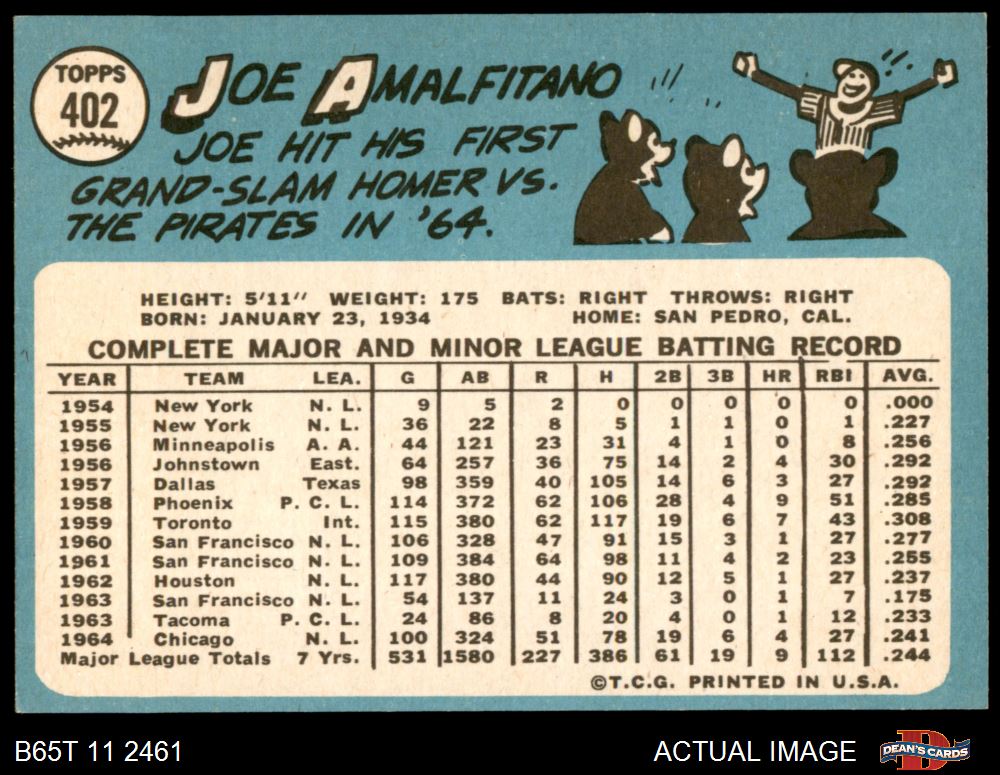 TOPPS
402
JOE AMALFITANO
JOE HIT HIS FIRST
GRAND-SLAM HOMER VS.
THE PIRATES IN '64.
HEIGHT: 5'11" WEIGHT: 175 BATS: RIGHT THROWS: RIGHT
BORN: JANUARY 23, 1934 HOME: SAN PEDRO, CAL.
COMPLETE MAJOR AND MINOR LEAGUE BATTING RECORD
YEAR TEAM LEA. G AB R H 2B 3B HR RBI AVG.
1954 New York N. L. 9 5 2 0 0 0 0 0 .000
1955 New York N. L. 36 22 8 5 1 1 0 1 .227
1956 Minneapolis A. A. 44 121 23 31 4 1 0 8 .256
1956 Johnstown East. 64 257 36 75 14 2 4 30 .292
1957 Dallas Texas 98 359 40 105 14 6 3 27 .292
1958 Phoenix P. C. L. 114 372 62 106 28 4 9 51 .285
1959 Toronto Int. 115 380 62 117 19 6 7 43 .308
1960 San Francisco N. L. 106 328 47 91 15 3 1 27 .277
1961 San Francisco N. L. 109 384 64 98 11 4 2 23 .255
1962 Houston N. L. 117 380 44 90 12 5 1 27 .237
1963 San Francisco N. L. 54 137 11 24 3 0 1 7 .175
1963 Tacoma P. C. L. 24 86 8 20 4 0 1 12 .233
1964 Chicago N. L. 100 324 51 78 19 6 4 27 .241
Major League Totals 7 Yrs. 531 1580 227 386 61 19 9 112 .244
©T.C.G. PRINTED IN U.S.A.
B65T 11 2461 ACTUAL IMAGE DEAN'S CARDS